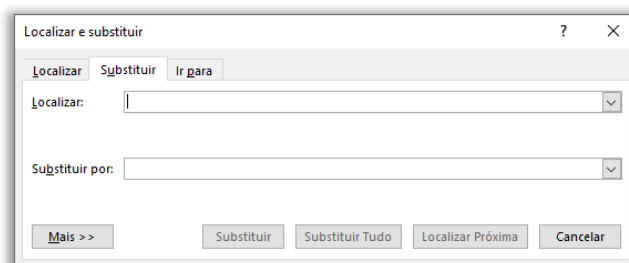 Localizar e substituir ? ×
Localizar Substituir Ir para
Localizar:
Substituir por:
Mais >> Substituir Substituir Tudo Localizar Próxima Cancelar